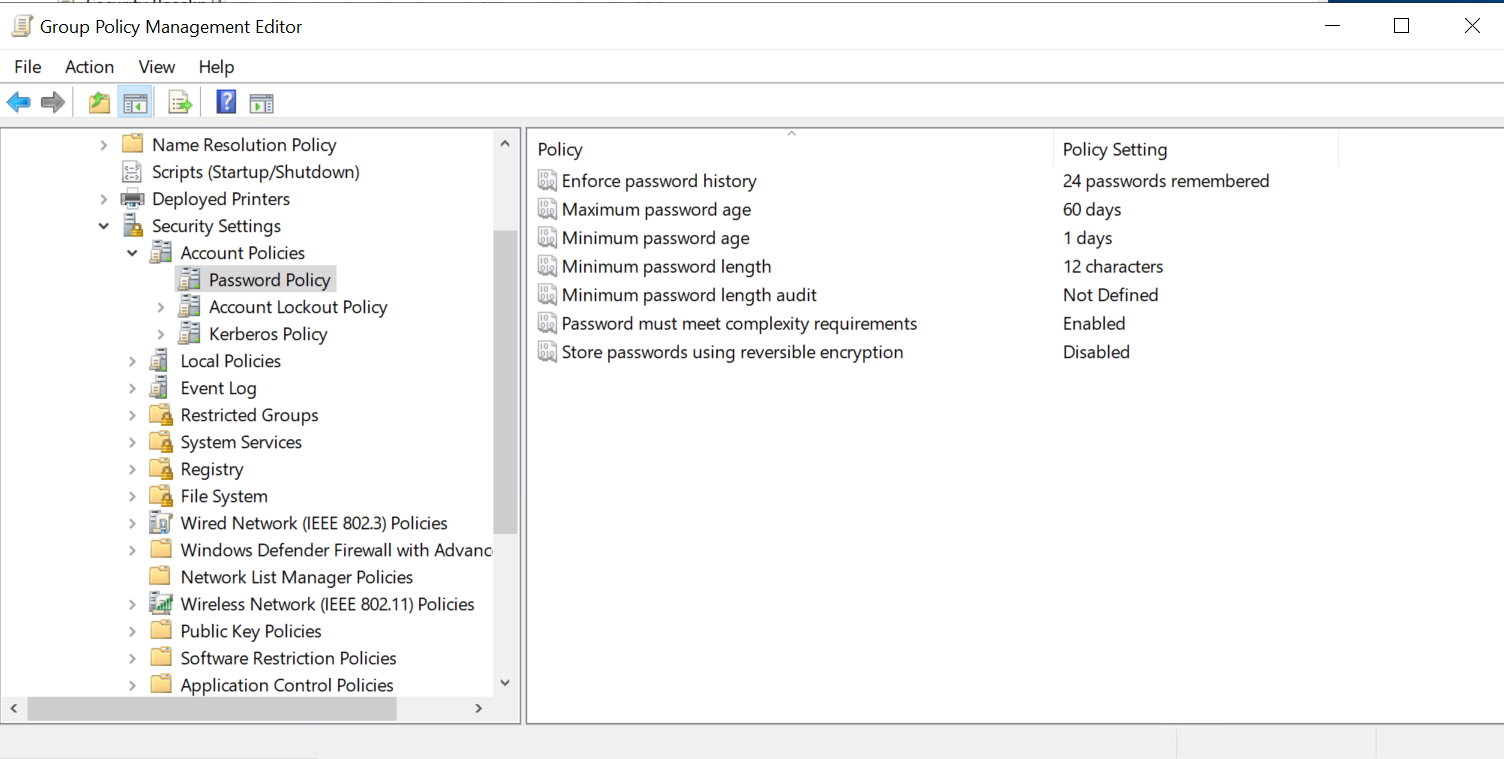 Group Policy Management Editor
File Action View Help
Name Resolution Policy
Scripts (Startup/Shutdown)
Deployed Printers
Security Settings
Account Policies
Password Policy
Account Lockout Policy
Kerberos Policy
Local Policies
Event Log
Restricted Groups
System Services
Registry
File System
Wired Network (IEEE 802.3) Policies
Windows Defender Firewall with Advanc
Network List Manager Policies
Wireless Network (IEEE 802.11) Policies
Public Key Policies
Software Restriction Policies
Application Control Policies
Policy Policy Setting
Enforce password history 24 passwords remembered
Maximum password age 60 days
Minimum password age 1 days
Minimum password length 12 characters
Minimum password length audit Not Defined
Password must meet complexity requirements Enabled
Store passwords using reversible encryption Disabled